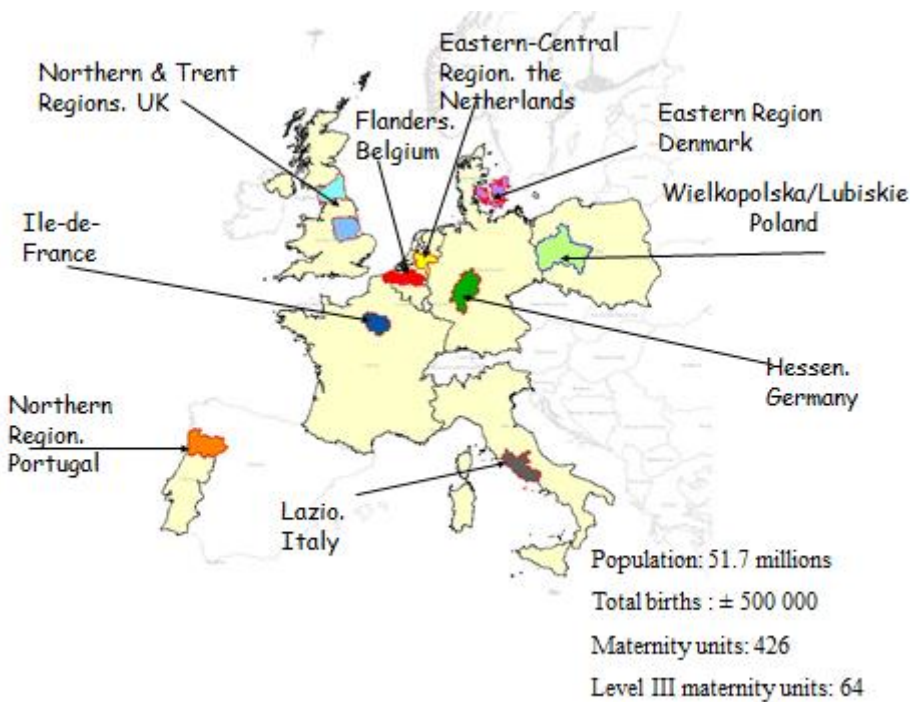 Northern & Trent
Regions. UK
Eastern-Central
Region. the
Netherlands
Flanders.
Belgium
Eastern Region
Denmark
Wielkopolska/Lubiskie
Poland
Ile-de-
France
Hessen.
Germany
Northern
Region.
Portugal
Lazio.
Italy
Population: 51.7 millions
Total births : ± 500 000
Maternity units: 426
Level III maternity units: 64